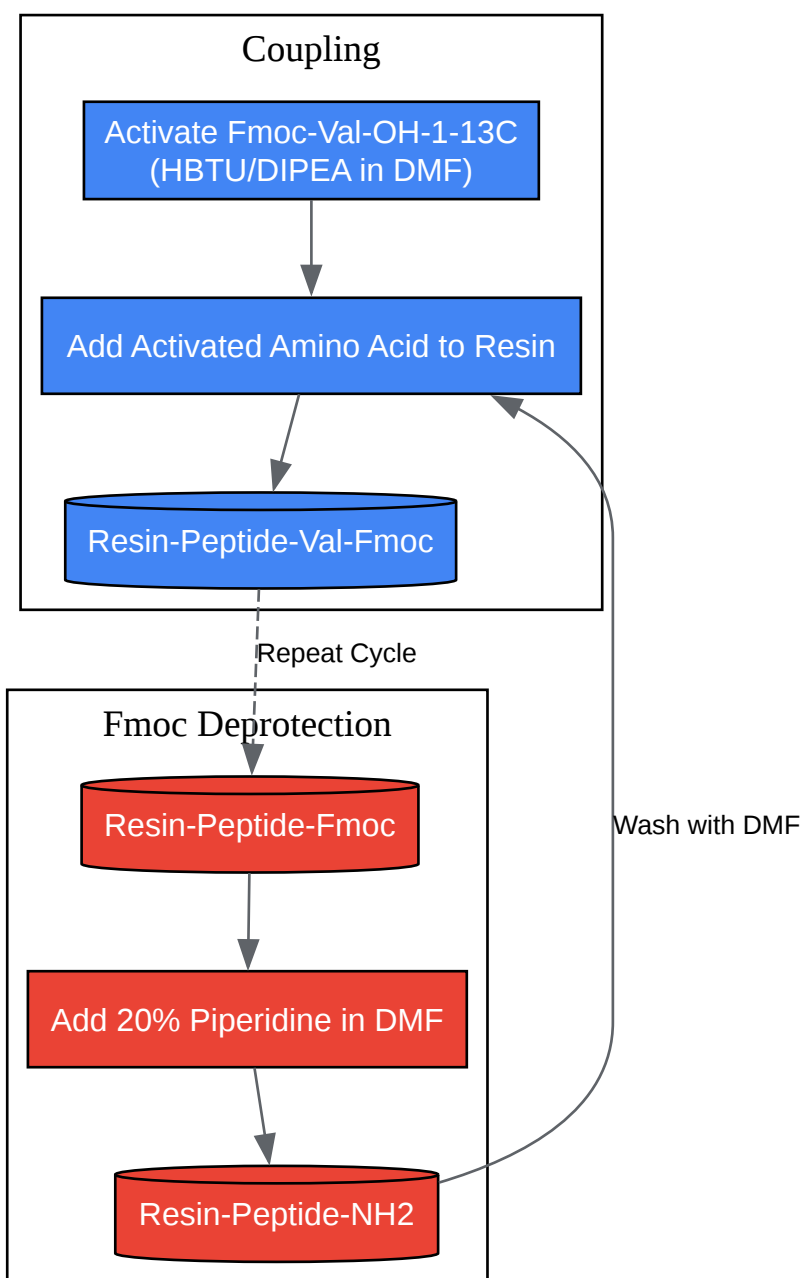 Coupling
Activate Fmoc-Val-OH-1-13C
(HBTU/DIPEA in DMF)
Add Activated Amino Acid to Resin
Resin-Peptide-Val-Fmoc
Repeat Cycle
Fmoc Deprotection
Resin-Peptide-Fmoc
Wash with DMF
Add 20% Piperidine in DMF
Resin-Peptide-NH2